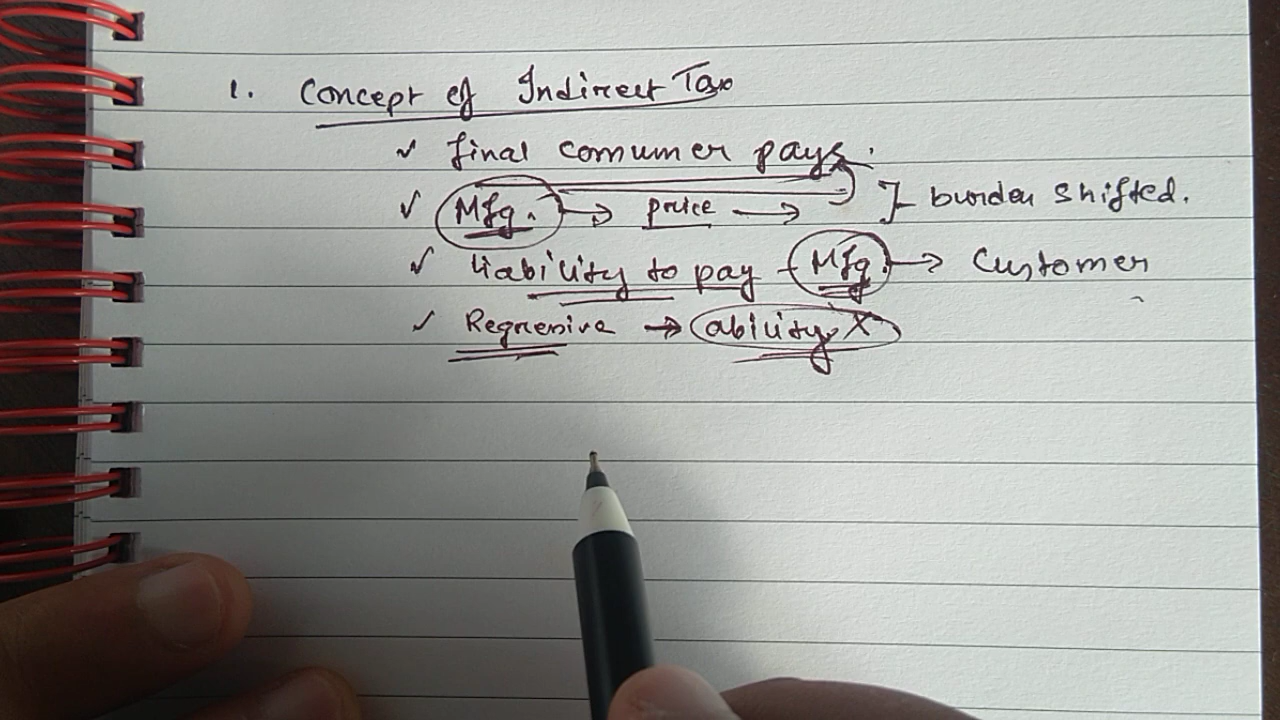 1. Concept of Indirect Tax
✓ final consumer pays.
✓ Mfg. → price → } burden shifted.
✓ liability to pay - Mfg. → Customer
✓ Regressive → ability X